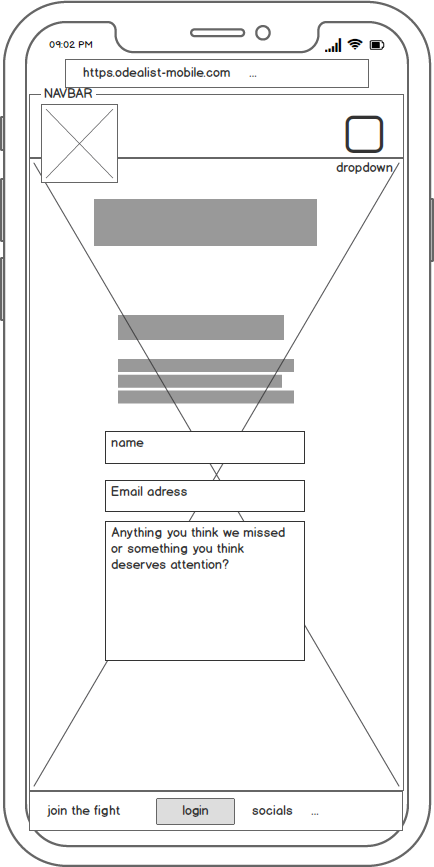 09:02 PM
https.odealist-mobile.com ...
NAVBAR
dropdown
name
Email adress
Anything you think we missed
or something you think
deserves attention?
join the fight login socials ...